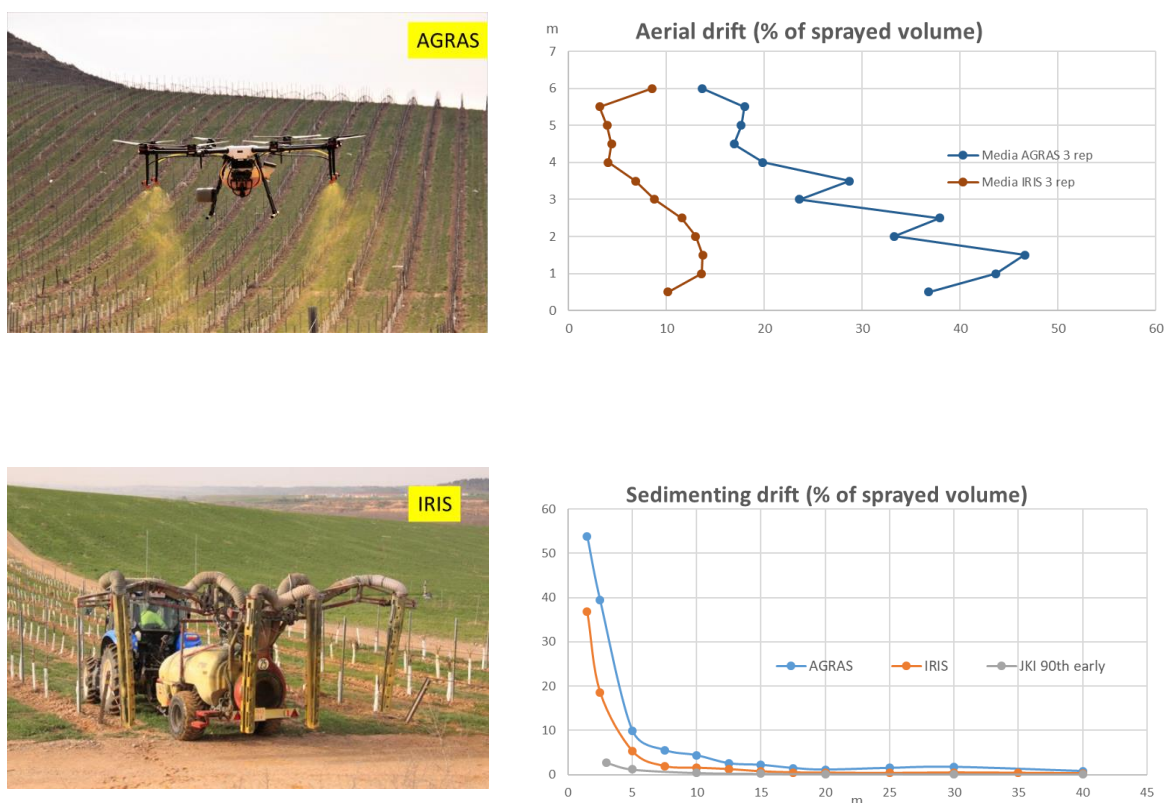 AGRAS
m
Aerial drift (% of sprayed volume)
7
6
5
4
3
2
1
0
Media AGRAS 3 rep
Media IRIS 3 rep
0 10 20 30 40 50 60
IRIS
Sedimenting drift (% of sprayed volume)
60
50
40
30
20
10
0
AGRAS IRIS JKI 90th early
0 5 10 15 20 25 30 35 40 45
m